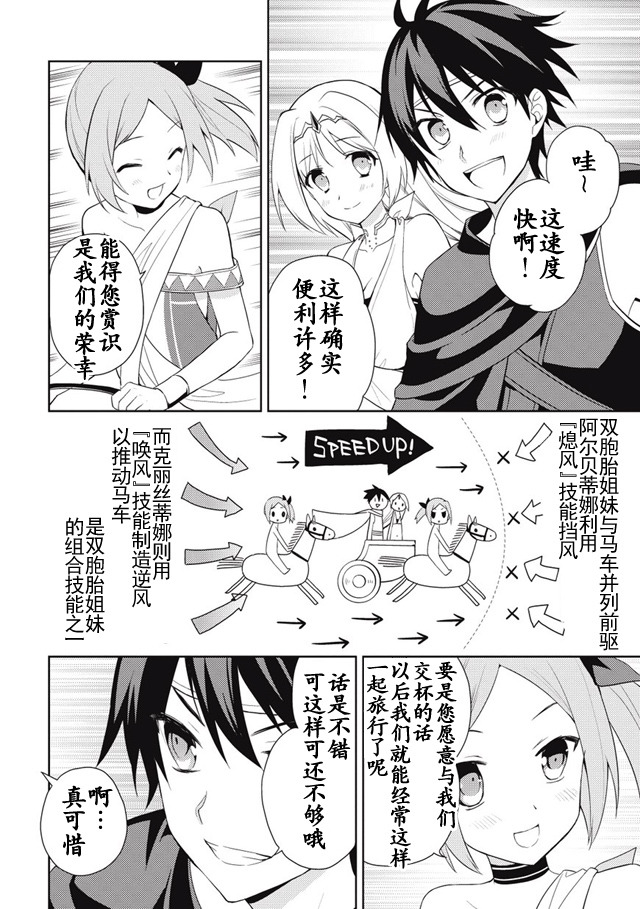 哇~
这速度
快啊!
这样确实
便利许多!
能得您赏识
是我们的荣幸
双胞胎姐妹与马车并列前驱
阿尔贝蒂娜利用
『熄风』技能挡风
SPEED UP!
而克丽丝蒂娜则用
『唤风』技能制造逆风
以推动马车
是双胞胎姐妹
的组合技能之一
要是您愿意与我们
交杯的话
以后我们就能经常这样
一起旅行了呢
话是不错
可这样可还不够哦
啊…
真可惜